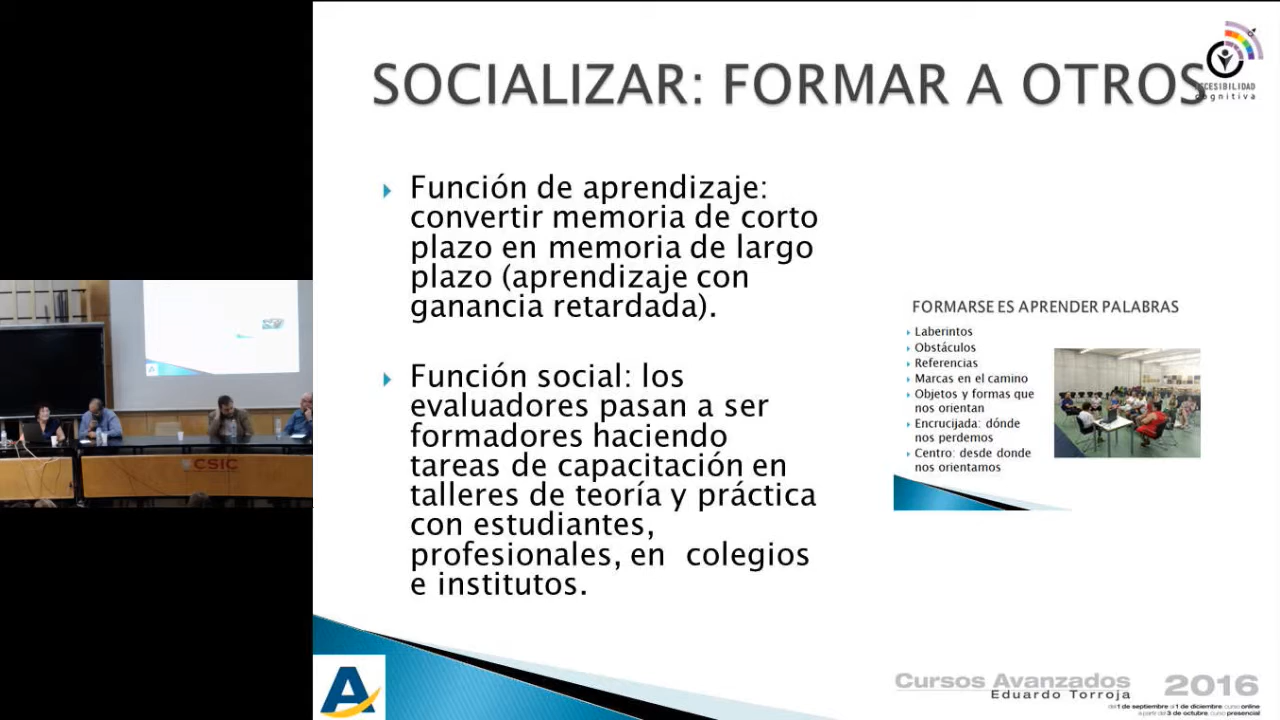 SOCIALIZAR: FORMAR A OTROS
ACCESIBILIDAD
cognitiva
Función de aprendizaje:
convertir memoria de corto
plazo en memoria de largo
plazo (aprendizaje con
ganancia retardada).
Función social: los
evaluadores pasan a ser
formadores haciendo
tareas de capacitación en
talleres de teoría y práctica
con estudiantes,
profesionales, en colegios
e institutos.
FORMARSE ES APRENDER PALABRAS
Laberintos
Obstáculos
Referencias
Marcas en el camino
Objetos y formas que
nos orientan
Encrucijada: dónde
nos perdemos
Centro: desde donde
nos orientamos
CSIC
A
Cursos Avanzados 2016
Eduardo Torroja
del 1 de septiembre al 1 de diciembre, curso online
a partir del 3 de octubre, curso presencial